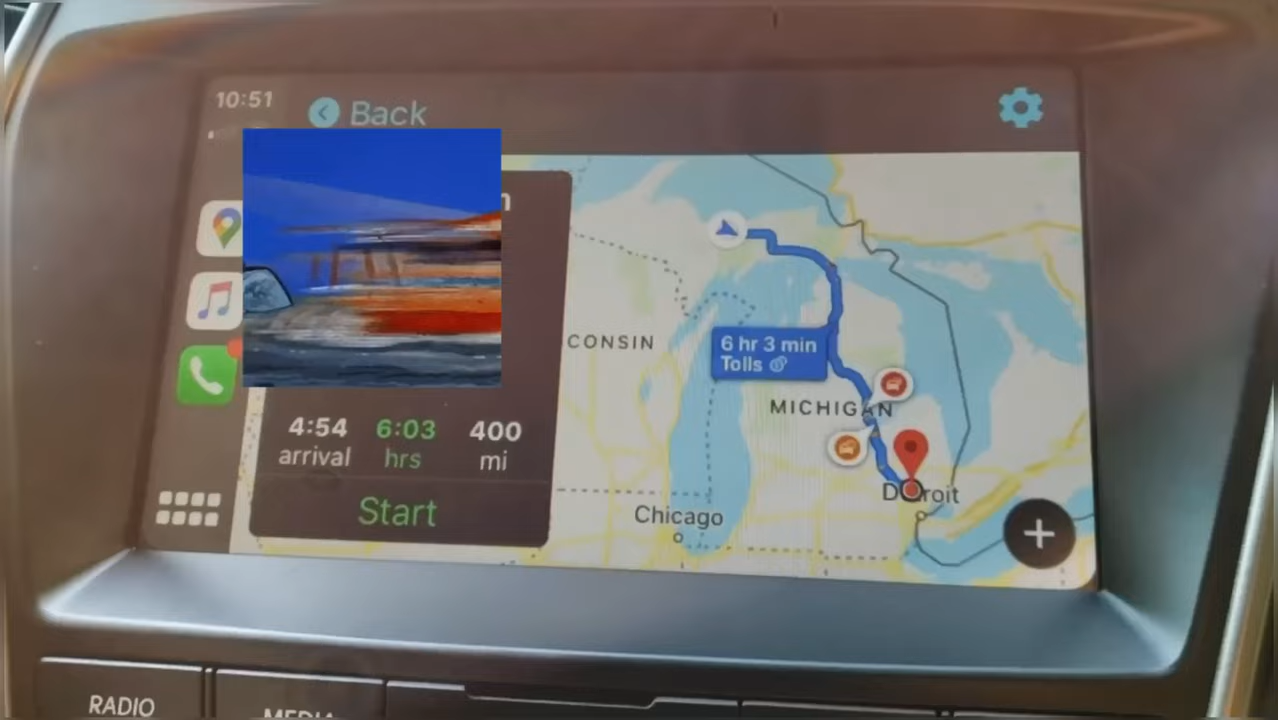 10:51
Back
CONSIN
6 hr 3 min
Tolls
MICHIGAN
4:54 6:03 400
arrival hrs mi
Start
Chicago
Detroit
RADIO
MEDIA